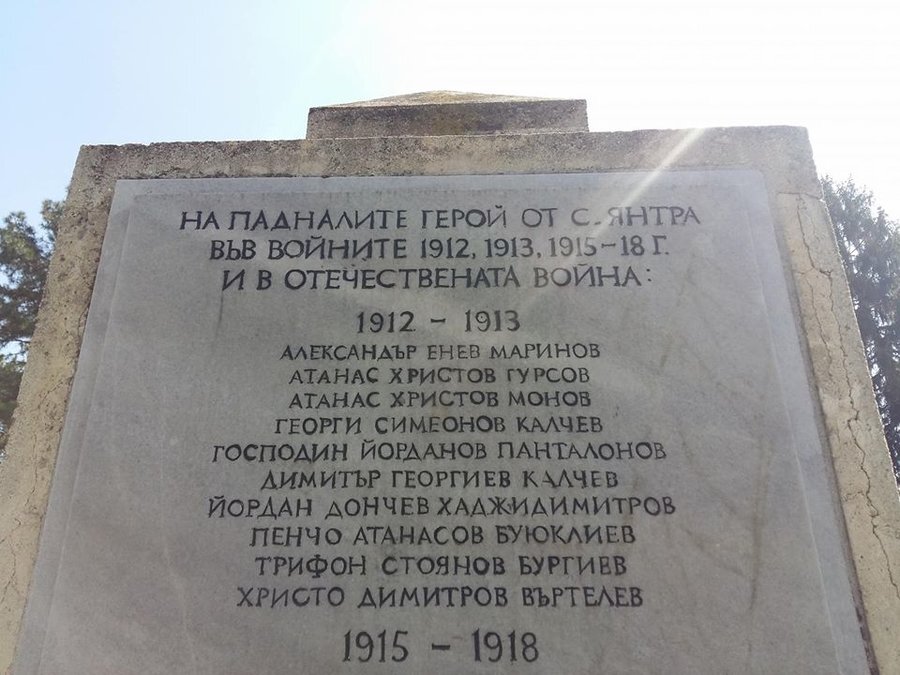 НА ПАДНАЛИТЕ ГЕРОЙ ОТ С. ЯНТРА
ВЪВ ВОЙНИТЕ 1912, 1913, 1915-18 Г.
И В ОТЕЧЕСТВЕНАТА ВОЙНА:
1912 - 1913
АЛЕКСАНДЪР ЕНЕВ МАРИНОВ
АТАНАС ХРИСТОВ ГУРСОВ
АТАНАС ХРИСТОВ МОНОВ
ГЕОРГИ СИМЕОНОВ КАЛЧЕВ
ГОСПОДИН ЙОРДАНОВ ПАНТАЛОНОВ
ДИМИТЪР ГЕОРГИЕВ КАЛЧЕВ
ЙОРДАН ДОНЧЕВ ХАДЖИДИМИТРОВ
ПЕНЧО АТАНАСОВ БУЮКЛИЕВ
ТРИФОН СТОЯНОВ БУРГИЕВ
ХРИСТО ДИМИТРОВ ВЪРТЕЛЕВ
1915 - 1918